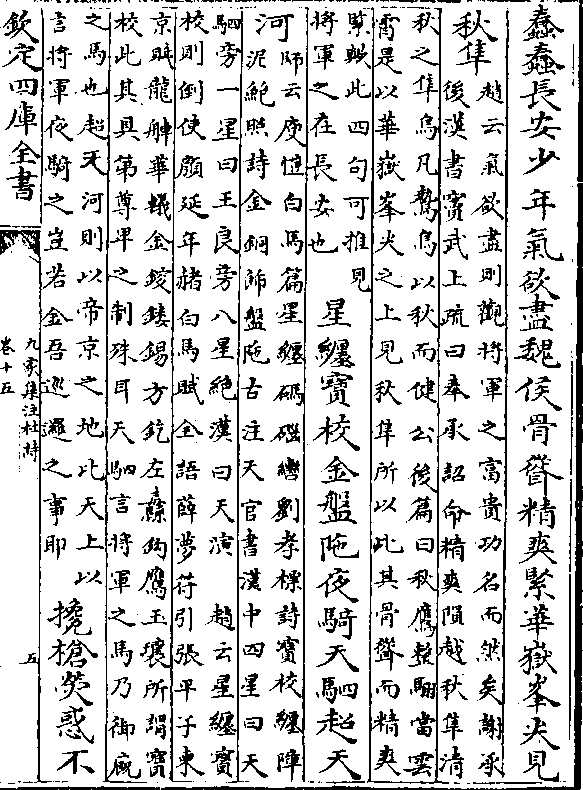 蠢蠢長安少年氣欲盡魏侯骨聳精爽緊華嶽峯尖見
秋隼
趙云氣欲盡則觀將軍之富貴功名而然矣謝承
後漢書竇武上疏曰奉承詔命精爽隕越秋隼清
秋之隼鳥凡鷙鳥以秋而健公後篇曰秋鷹整翮當雲
霄是以華嶽峯尖之上見秋隼所以比其骨聳而精爽
緊歟此四句可推見
將軍之在長安也
星纏寶校金盤陁夜騎天駟超天
河
師云庾愔白馬篇星纏碼磶轡劉孝標詩寶校纏陣
泥鮑照詩金銅飾盤陁古注天官書漢中四星曰天
駟旁一星曰王良旁八星絶漢曰天潢 趙云星纏寶
校則倒使顔延年赭白馬賦全語薛夢符引張平子東
京賦龍輈華轙金鋄鏤鍚方釳左纛鈎膺玉瓖所謂寶
校此其具第尊卑之制殊耳天駟言將軍之馬乃御廐
之馬也超天河則以帝京之地比天上以
言將軍夜騎之豈若金吾巡邏之事耶
攙槍熒惑不
欽定四庫全書
九家集注杜詩
卷十五
五